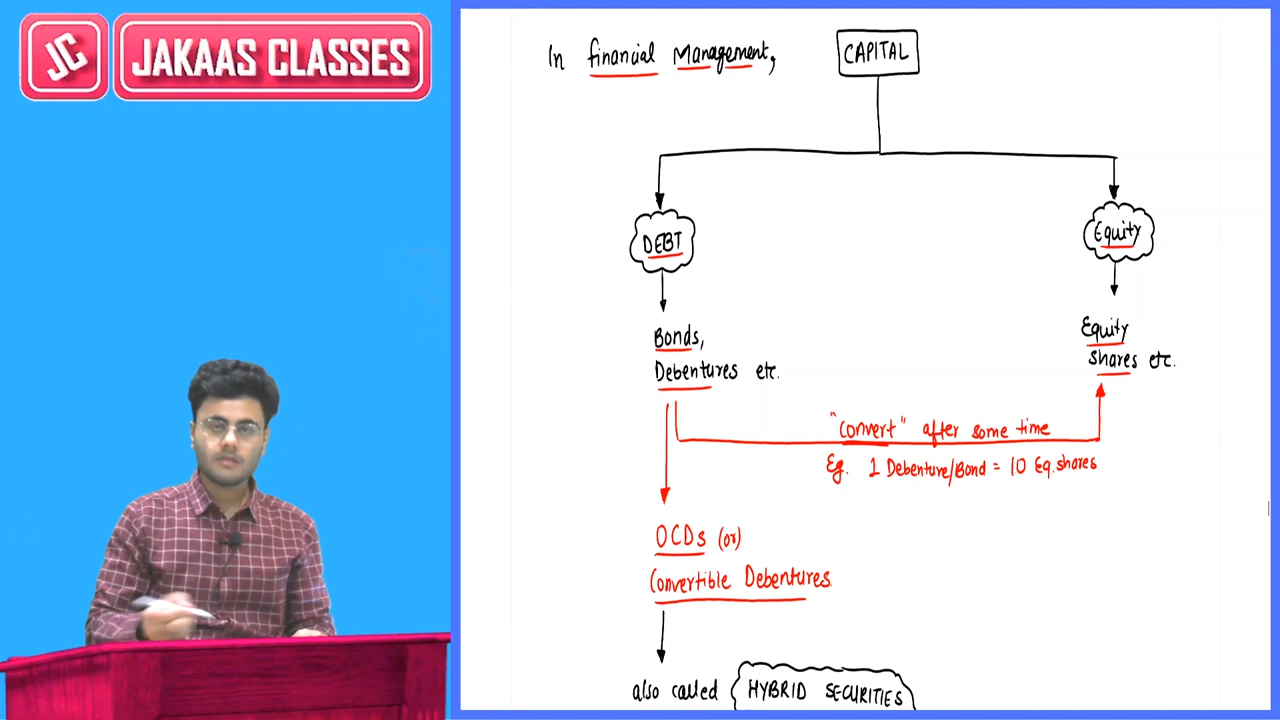 JC
JAKAAS CLASSES
In financial Management,
CAPITAL
DEBT
Equity
Bonds,
Debentures etc.
Equity
shares etc.
"convert" after some time
Eg. 1 Debenture/Bond = 10 Eq.shares
OCDs (or)
Convertible Debentures
also called
HYBRID SECURITIES